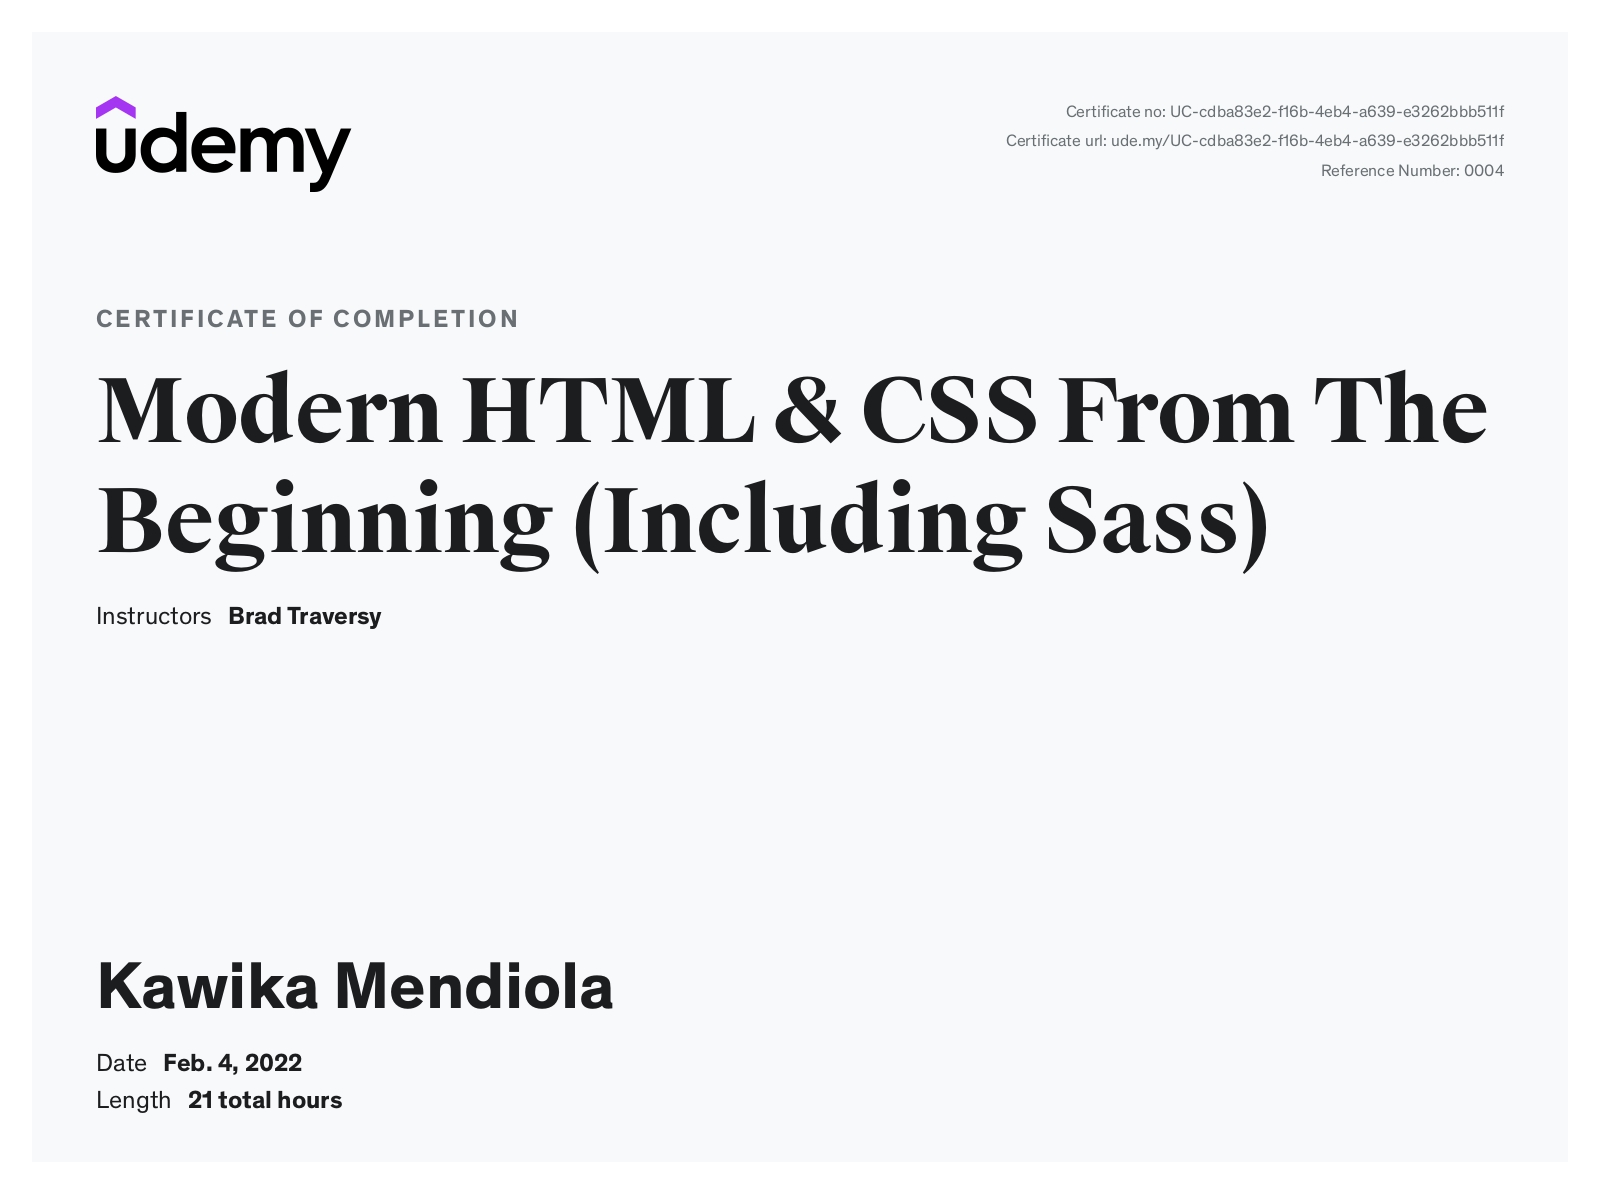 udemy
Certificate no: UC-cdba83e2-f16b-4eb4-a639-e3262bbb511f
Certificate url: ude.my/UC-cdba83e2-f16b-4eb4-a639-e3262bbb511f
Reference Number: 0004
CERTIFICATE OF COMPLETION
Modern HTML & CSS From The
Beginning (Including Sass)
Instructors Brad Traversy
Kawika Mendiola
Date Feb. 4, 2022
Length 21 total hours